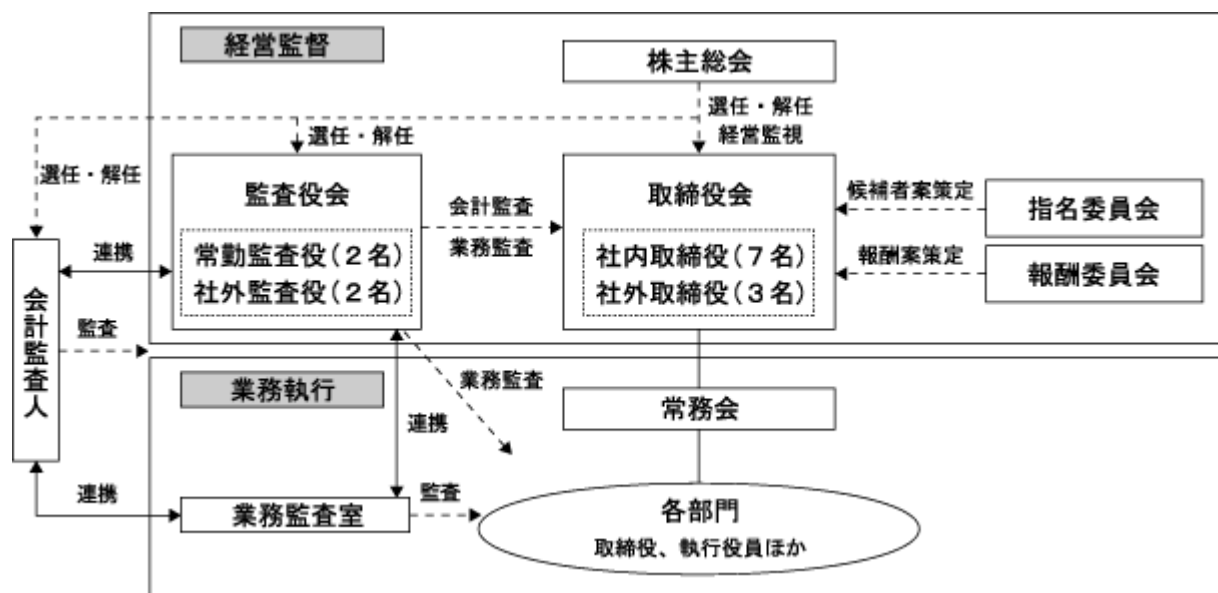 経営監督
株主総会
選任・解任
経営監視
選任・解任
選任・解任
監査役会
常勤監査役(2名)
社外監査役(2名)
会計監査
業務監査
取締役会
社内取締役(7名)
社外取締役(3名)
候補者案策定
指名委員会
報酬案策定
報酬委員会
連携
会計監査人
監査
業務執行
業務監査
連携
常務会
連携
業務監査室
監査
各部門
取締役、執行役員ほか